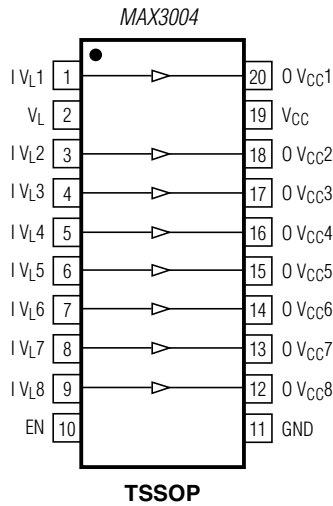 MAX3004
I VL1 1 20 O VCC1
VL 2 19 VCC
I VL2 3 18 O VCC2
I VL3 4 17 O VCC3
I VL4 5 16 O VCC4
I VL5 6 15 O VCC5
I VL6 7 14 O VCC6
I VL7 8 13 O VCC7
I VL8 9 12 O VCC8
EN 10 11 GND
TSSOP